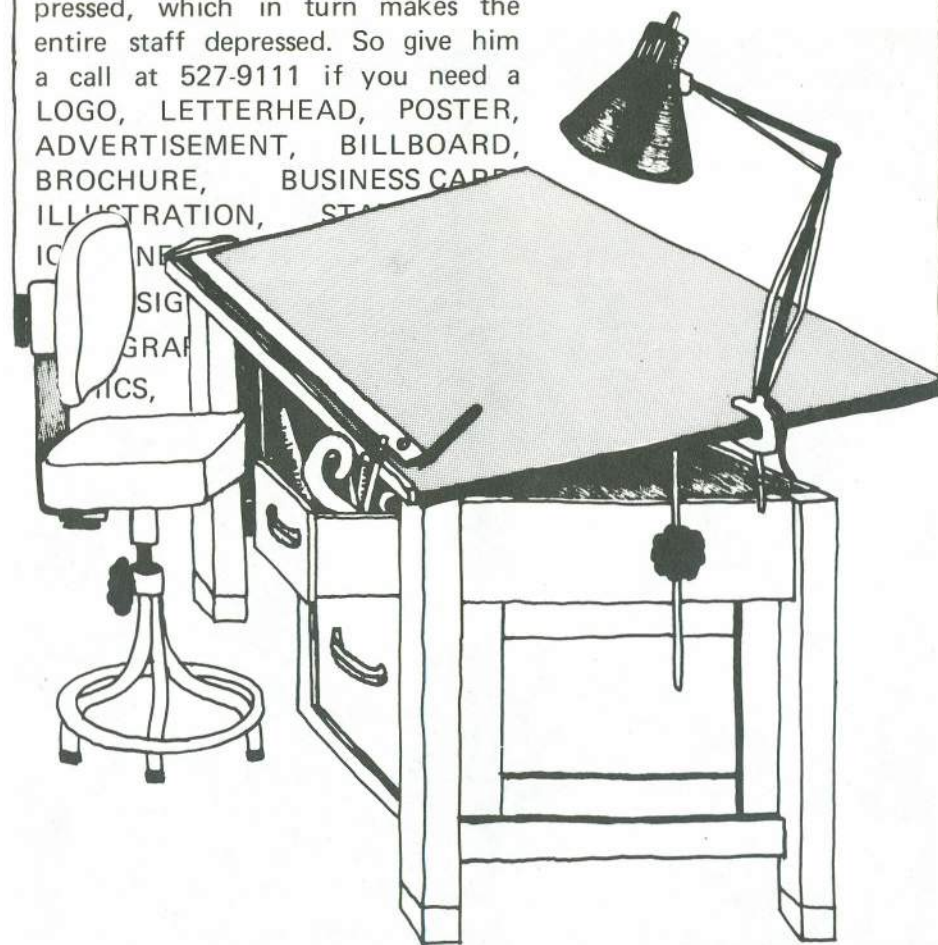 pressed, which in turn makes the
entire staff depressed. So give him
a call at 527-9111 if you need a
LOGO, LETTERHEAD, POSTER,
ADVERTISEMENT, BILLBOARD,
BROCHURE, BUSINESS CARD,
ILLUSTRATION,